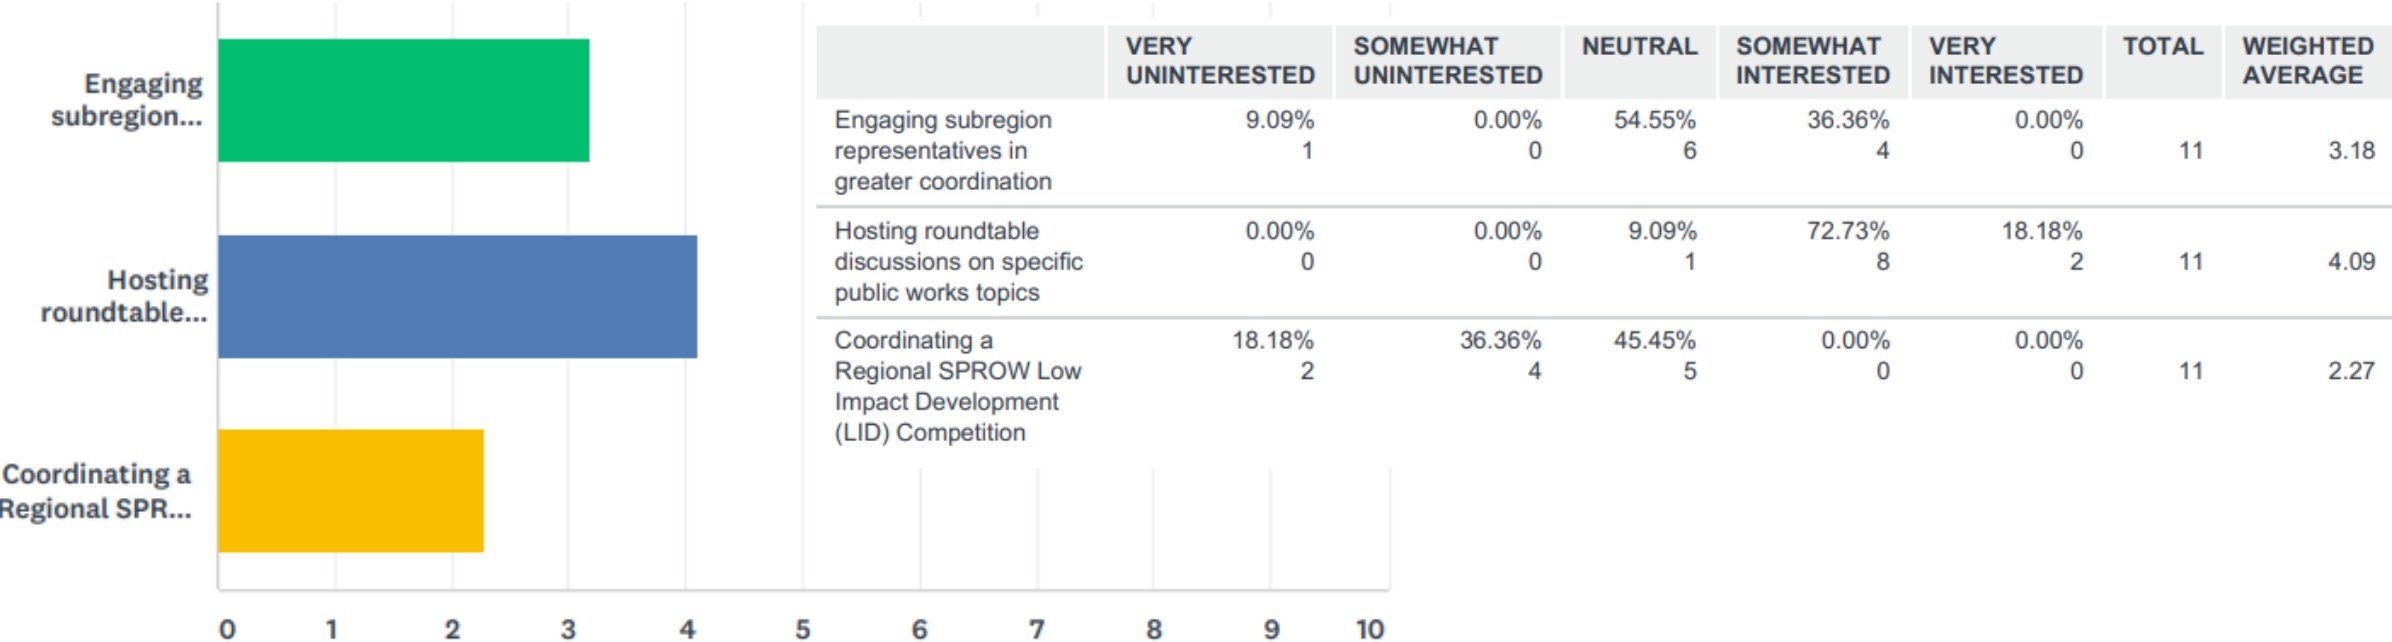 Engaging
subregion...
Hosting
roundtable...
Coordinating a
Regional SPR...
0 1 2 3 4 5 6 7 8 9 10
VERY UNINTERESTED SOMEWHAT UNINTERESTED NEUTRAL SOMEWHAT INTERESTED VERY INTERESTED TOTAL WEIGHTED AVERAGE
Engaging subregion 9.09% 0.00% 54.55% 36.36% 0.00%
representatives in 1 0 6 4 0 11 3.18
greater coordination
Hosting roundtable 0.00% 0.00% 9.09% 72.73% 18.18%
discussions on specific 0 0 1 8 2 11 4.09
public works topics
Coordinating a 18.18% 36.36% 45.45% 0.00% 0.00%
Regional SPROW Low 2 4 5 0 0 11 2.27
Impact Development
(LID) Competition